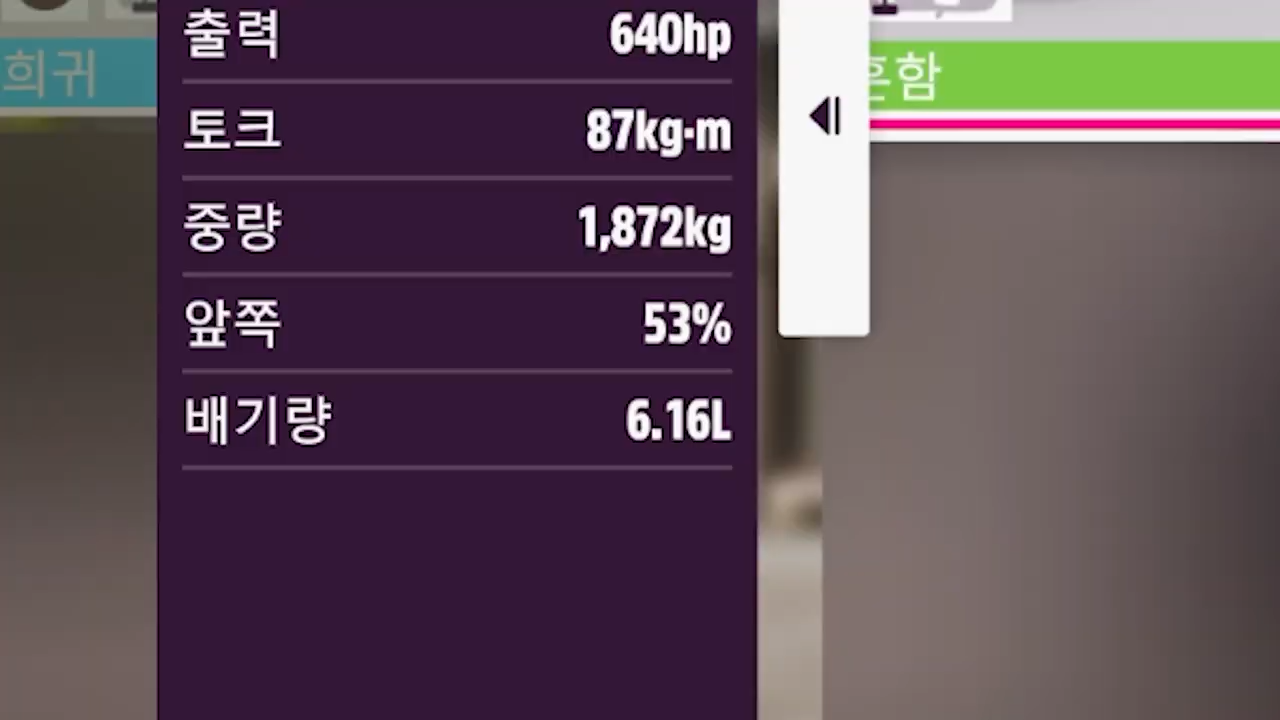 출력 640hp
희귀
흔함
토크 87kg·m
중량 1,872kg
앞쪽 53%
배기량 6.16L